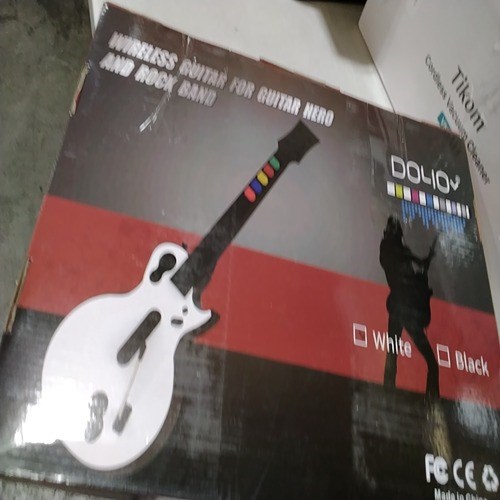 WIRELESS GUITAR FOR GUITAR HERO
AND ROCK BAND
DOYO
White
Black
FC CE
Made in China
Tikom
Cordless Vacuum Cleaner